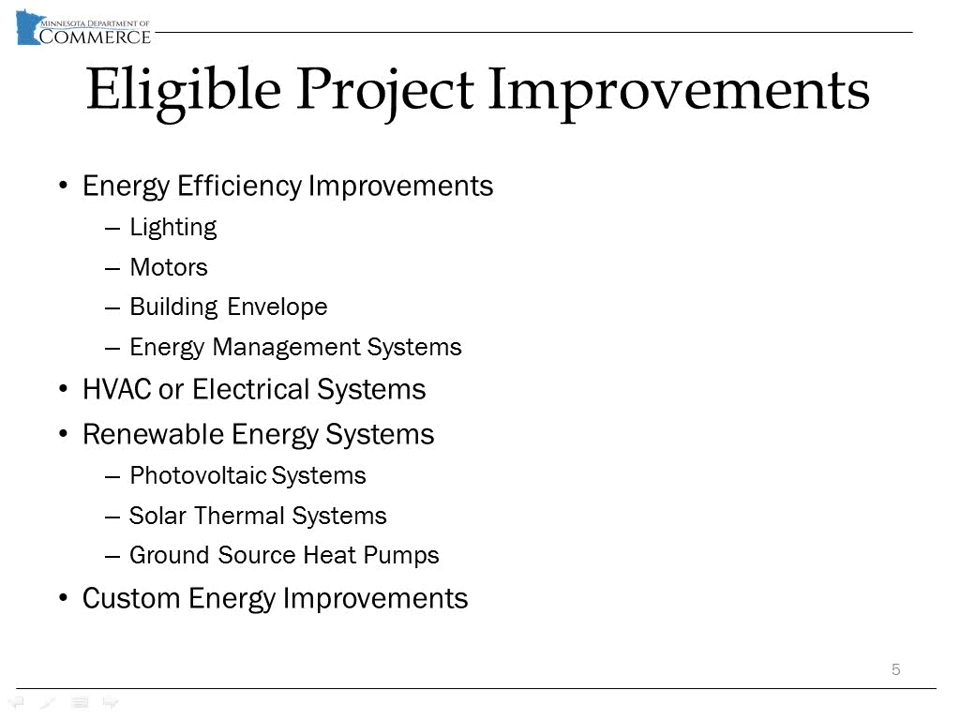 MINNESOTA DEPARTMENT OF
COMMERCE
Eligible Project Improvements
• Energy Efficiency Improvements
– Lighting
– Motors
– Building Envelope
– Energy Management Systems
• HVAC or Electrical Systems
• Renewable Energy Systems
– Photovoltaic Systems
– Solar Thermal Systems
– Ground Source Heat Pumps
• Custom Energy Improvements
5